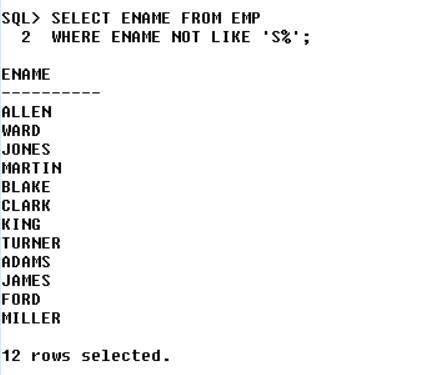 SQL> SELECT ENAME FROM EMP
  2  WHERE ENAME NOT LIKE 'S%';
ENAME
----------
ALLEN
WARD
JONES
MARTIN
BLAKE
CLARK
KING
TURNER
ADAMS
JAMES
FORD
MILLER
12 rows selected.